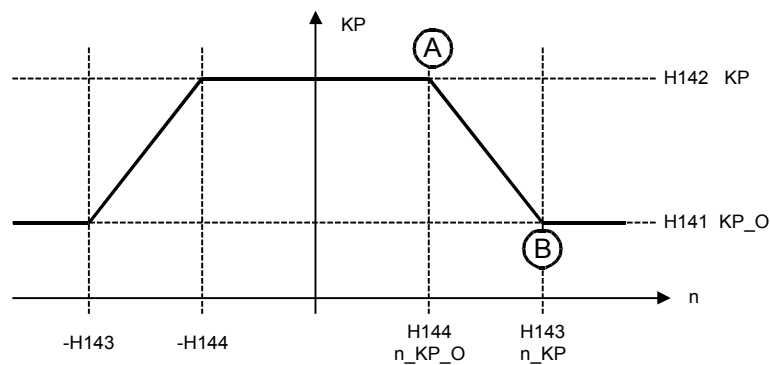 KP
A
H142 KP
H141 KP_O
B
n
-H143 -H144 H144 H143
n_KP_O n_KP